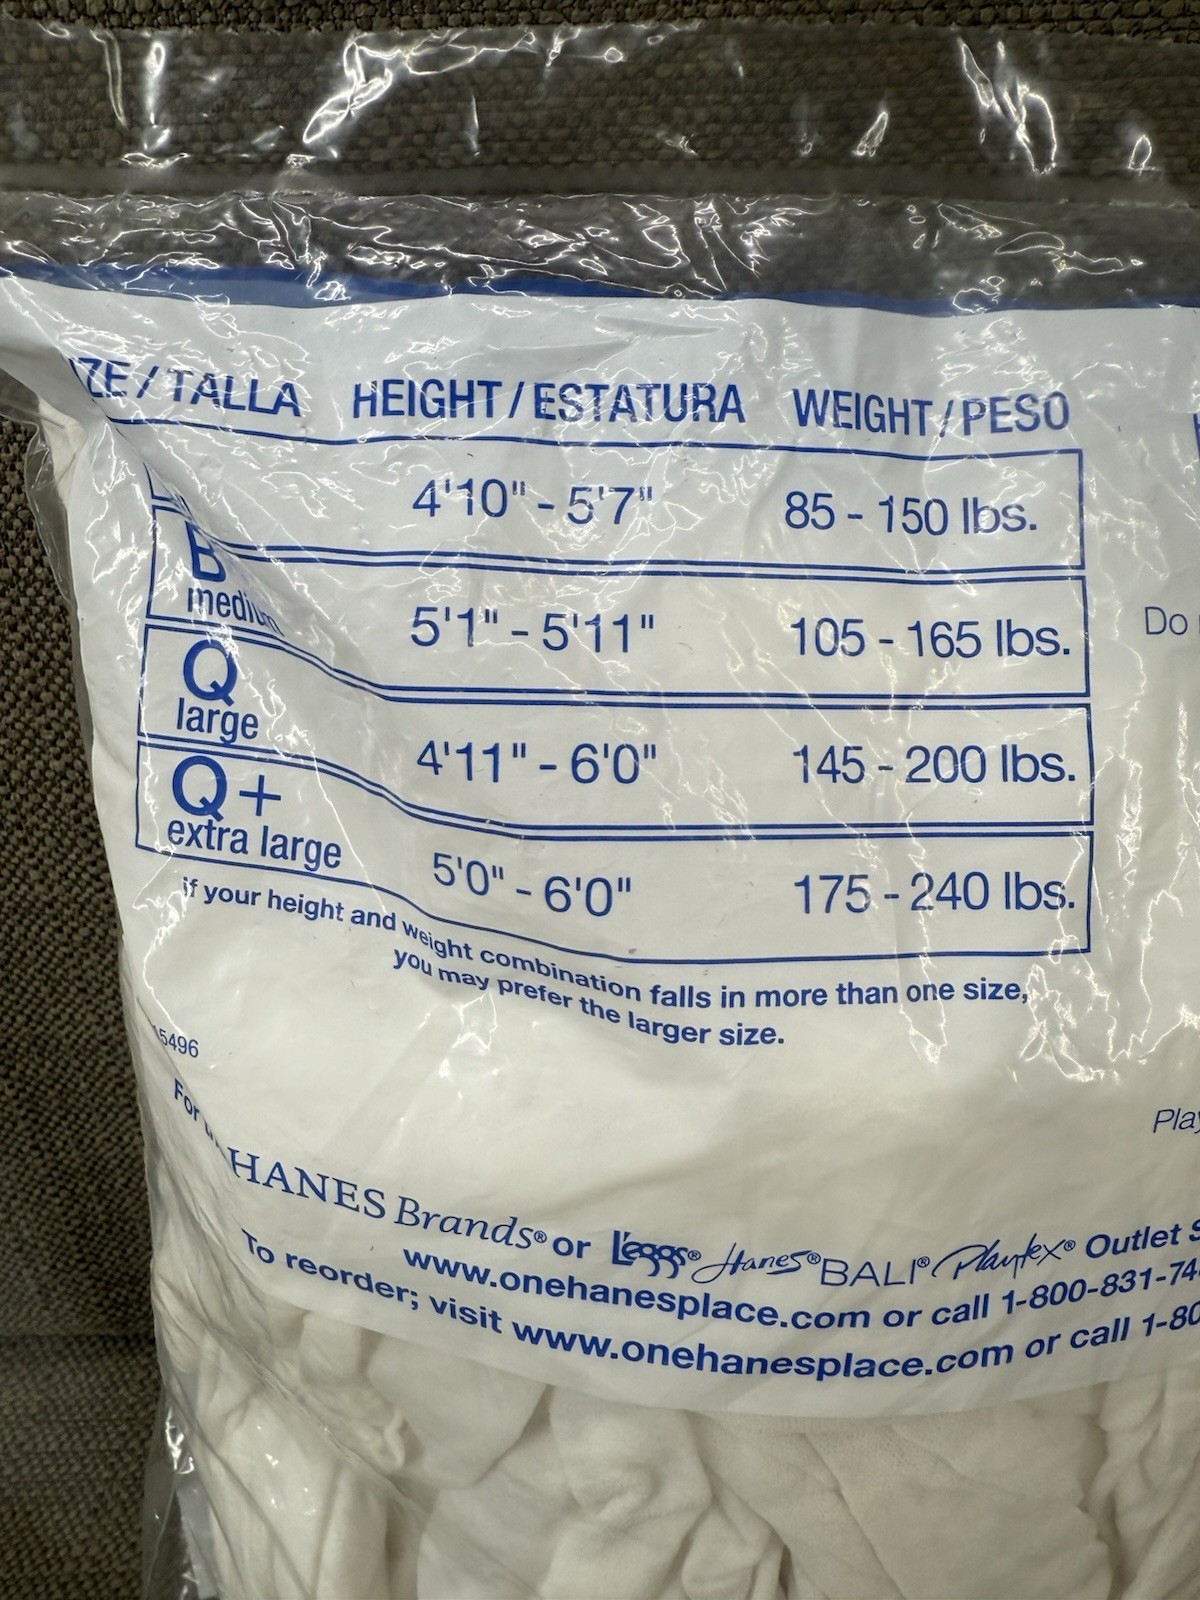 ZE / TALLA HEIGHT / ESTATURA WEIGHT / PESO
4'10" - 5'7" 85 - 150 lbs.
B
medium 5'1" - 5'11" 105 - 165 lbs.
Q
large 4'11" - 6'0" 145 - 200 lbs.
Q+
extra large 5'0" - 6'0" 175 - 240 lbs.
if your height and weight combination falls in more than one size,
you may prefer the larger size.
5496
Do
For
Play
HANES Brands® or L'eggs® Hanes® BALI® Playtex® Outlet S
www.onehanesplace.com or call 1-800-831-74
To reorder; visit www.onehanesplace.com or call 1-80